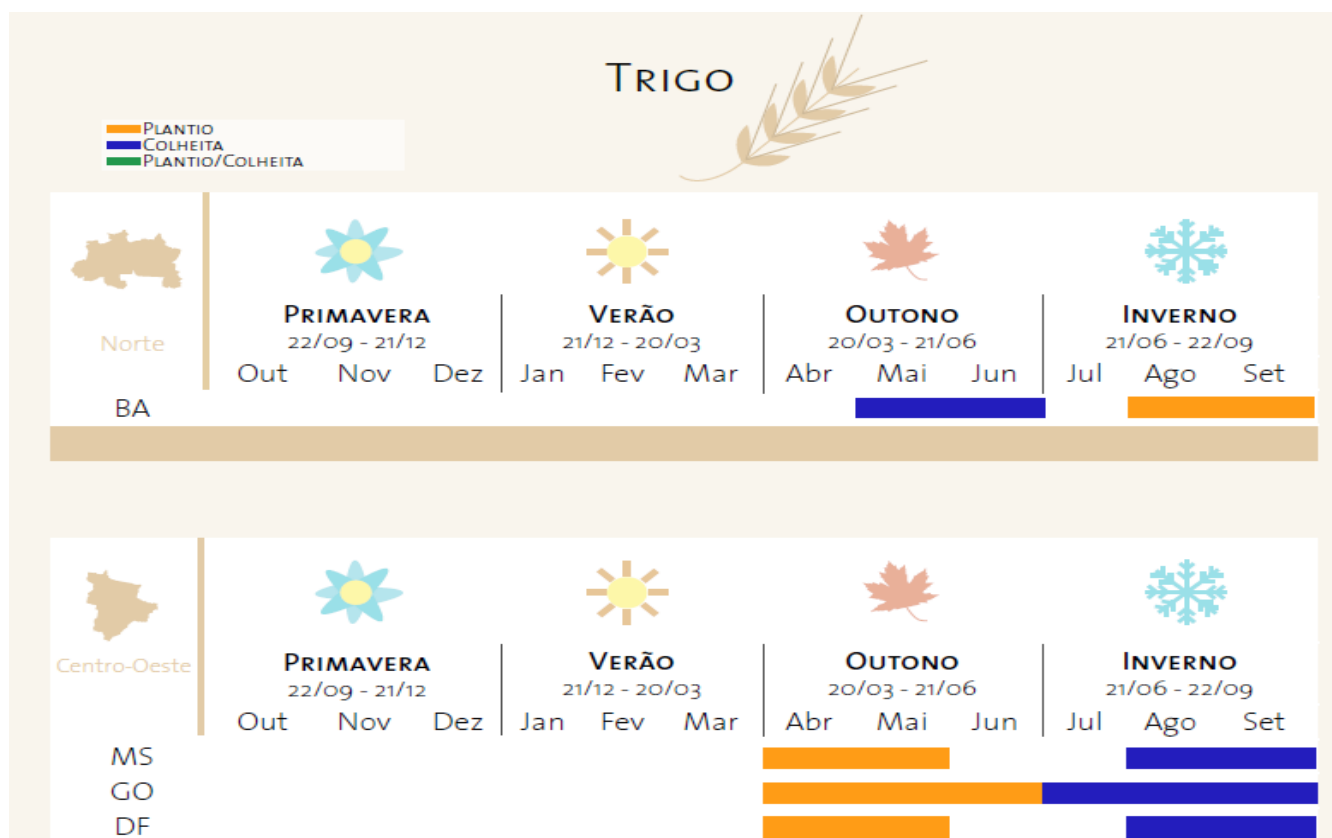 Trigo
Plantio
Colheita
Plantio/Colheita
Norte
Primavera Verão Outono Inverno
22/09 - 21/12 21/12 - 20/03 20/03 - 21/06 21/06 - 22/09
Out Nov Dez Jan Fev Mar Abr Mai Jun Jul Ago Set
BA
Centro-Oeste
Primavera Verão Outono Inverno
22/09 - 21/12 21/12 - 20/03 20/03 - 21/06 21/06 - 22/09
Out Nov Dez Jan Fev Mar Abr Mai Jun Jul Ago Set
MS
GO
DF